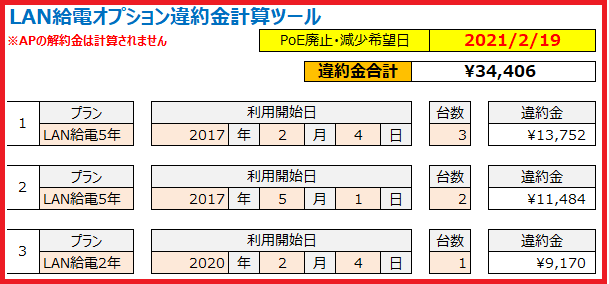 LAN給電オプション違約金計算ツール
※APの解約金は計算されません
PoE廃止・減少希望日 2021/2/19
違約金合計 ¥34,406
プラン 利用開始日 台数 違約金
1 LAN給電5年 2017 年 2 月 4 日 3 ¥13,752
プラン 利用開始日 台数 違約金
2 LAN給電5年 2017 年 5 月 1 日 2 ¥11,484
プラン 利用開始日 台数 違約金
3 LAN給電2年 2020 年 2 月 4 日 1 ¥9,170